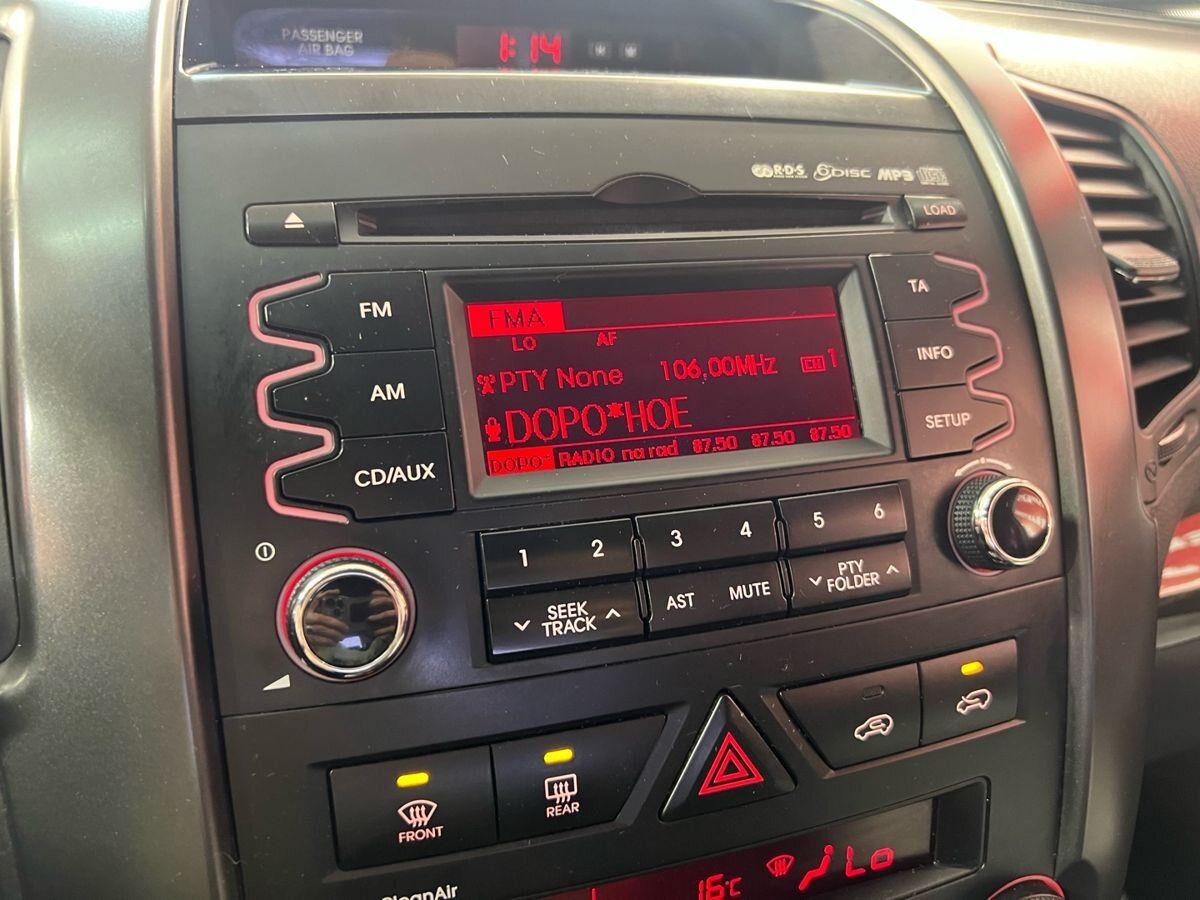 PASSENGER
AIR BAG
1:14
R·D·S 6DISC MP3
LOAD
FM
AM
CD/AUX
FMA
LO AF
PTY None 106,00MHz CH 1
DOPO*HOE
DOPO* RADIO na rad 87.50 87.50 87.50
TA
INFO
SETUP
1 2 3 4 5 6
SEEK
TRACK
AST MUTE
PTY
FOLDER
FRONT
REAR
CleanAir
16°C Lo